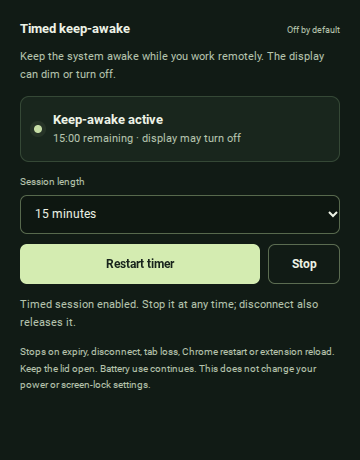 Timed keep-awake
Off by default
Keep the system awake while you work remotely. The display
can dim or turn off.
Keep-awake active
15:00 remaining · display may turn off
Session length
15 minutes
Restart timer
Stop
Timed session enabled. Stop it at any time; disconnect also
releases it.
Stops on expiry, disconnect, tab loss, Chrome restart or extension reload.
Keep the lid open. Battery use continues. This does not change your
power or screen-lock settings.